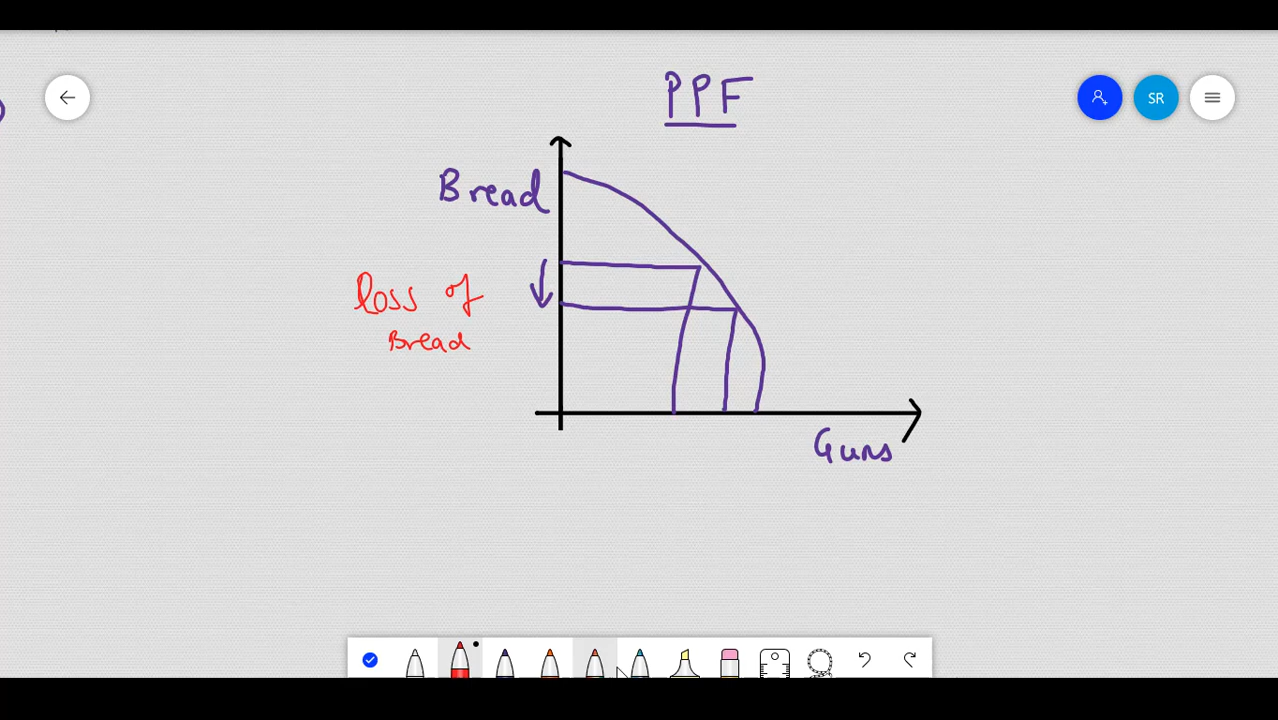 PPF
SR
Bread
loss of
Bread
Guns